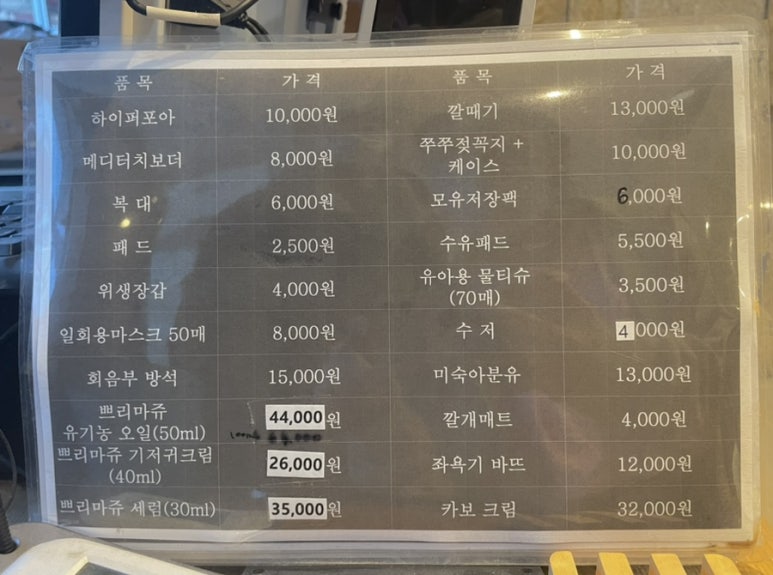 품 목 가 격 품 목 가 격
하이퍼포아 10,000원 깔때기 13,000원
메디터치보더 8,000원 쭈쭈젖꼭지 +
케이스 10,000원
복 대 6,000원 모유저장팩 6,000원
패 드 2,500원 수유패드 5,500원
위생장갑 4,000원 유아용 물티슈
(70매) 3,500원
일회용마스크 50매 8,000원 수 저 4000원
회음부 방석 15,000원 미숙아분유 13,000원
쁘리마쥬
유기농 오일(50ml) 44,000원 깔개매트 4,000원
쁘리마쥬 기저귀크림
(40ml) 26,000원 좌욕기 바뜨 12,000원
쁘리마쥬 세럼(30ml) 35,000원 카보 크림 32,000원